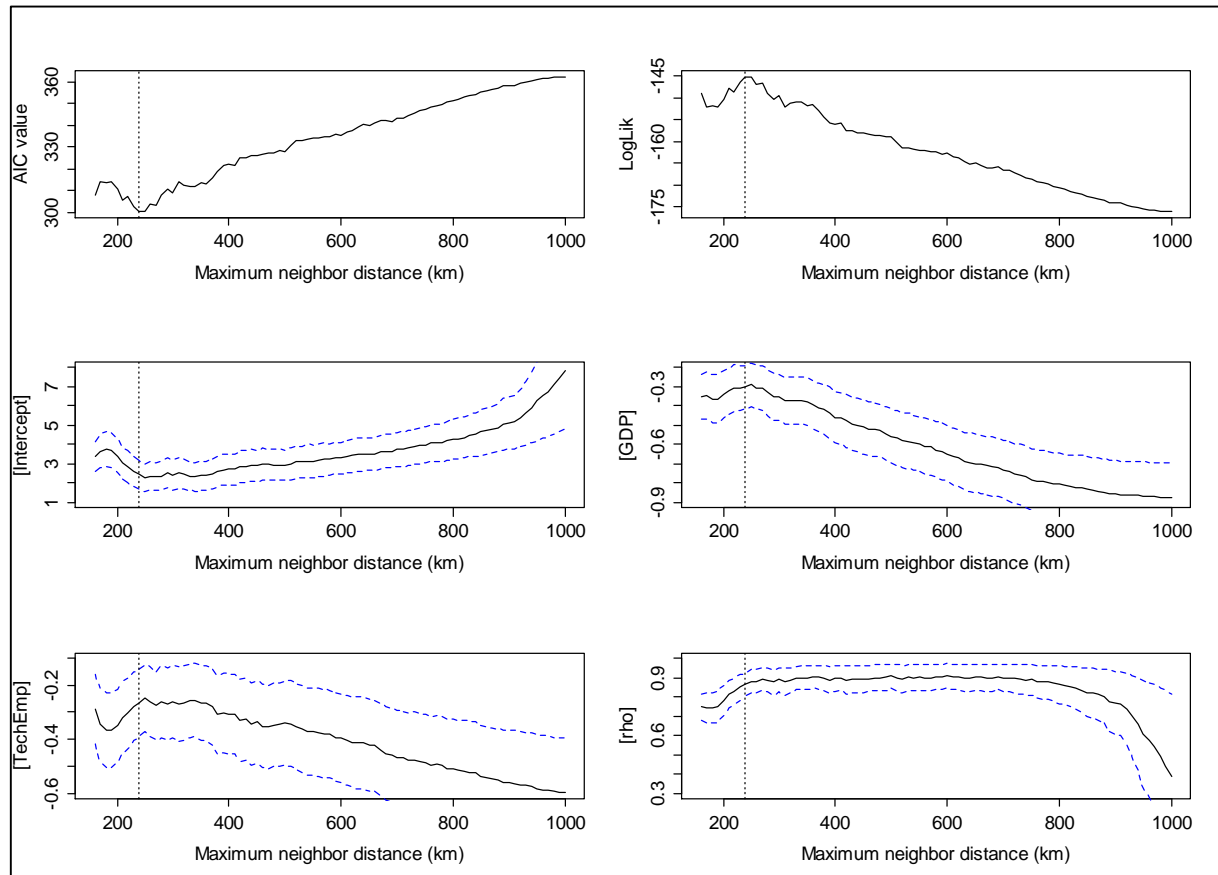 AIC value
360
330
300
200 400 600 800 1000
Maximum neighbor distance (km)
LogLik
-145
-160
-175
200 400 600 800 1000
Maximum neighbor distance (km)
[Intercept]
7
5
3
1
200 400 600 800 1000
Maximum neighbor distance (km)
[GDP]
-0.3
-0.6
-0.9
200 400 600 800 1000
Maximum neighbor distance (km)
[TechEmp]
-0.2
-0.4
-0.6
200 400 600 800 1000
Maximum neighbor distance (km)
[rho]
0.9
0.6
0.3
200 400 600 800 1000
Maximum neighbor distance (km)